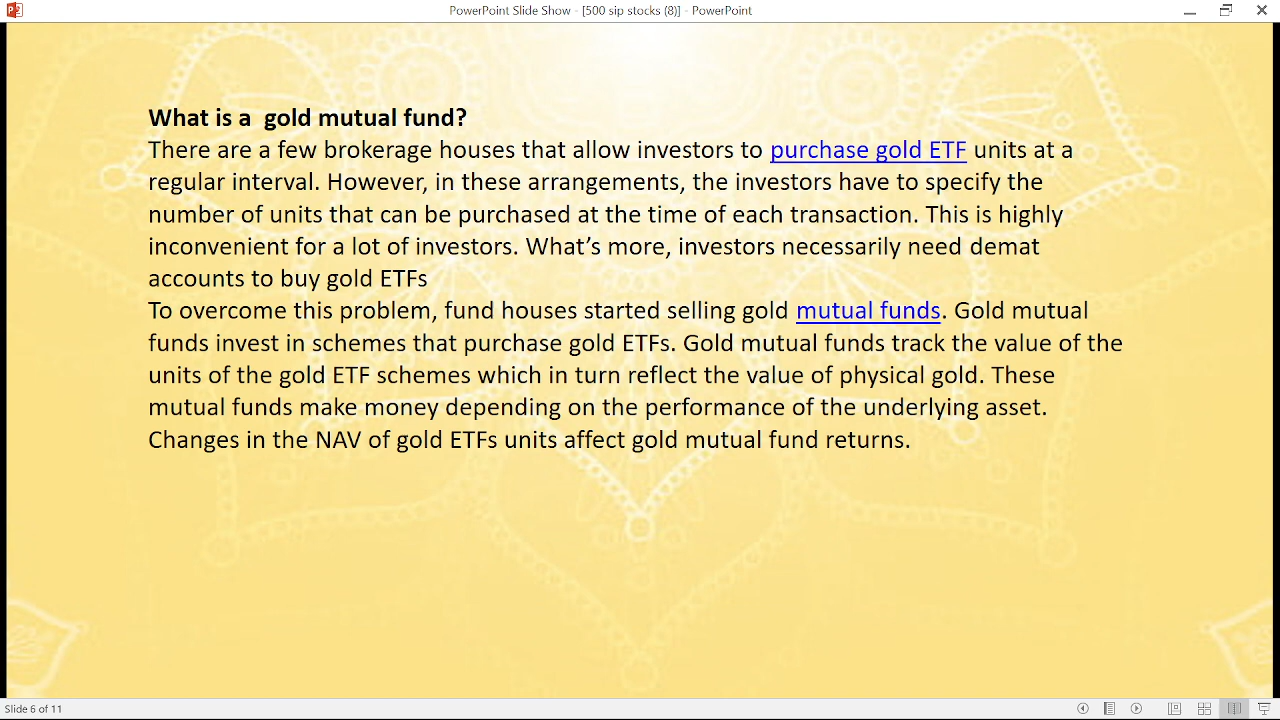 PowerPoint Slide Show - [500 sip stocks (8)] - PowerPoint
What is a  gold mutual fund?
There are a few brokerage houses that allow investors to purchase gold ETF units at a
regular interval. However, in these arrangements, the investors have to specify the
number of units that can be purchased at the time of each transaction. This is highly
inconvenient for a lot of investors. What’s more, investors necessarily need demat
accounts to buy gold ETFs
To overcome this problem, fund houses started selling gold mutual funds. Gold mutual
funds invest in schemes that purchase gold ETFs. Gold mutual funds track the value of the
units of the gold ETF schemes which in turn reflect the value of physical gold. These
mutual funds make money depending on the performance of the underlying asset.
Changes in the NAV of gold ETFs units affect gold mutual fund returns.
Slide 6 of 11